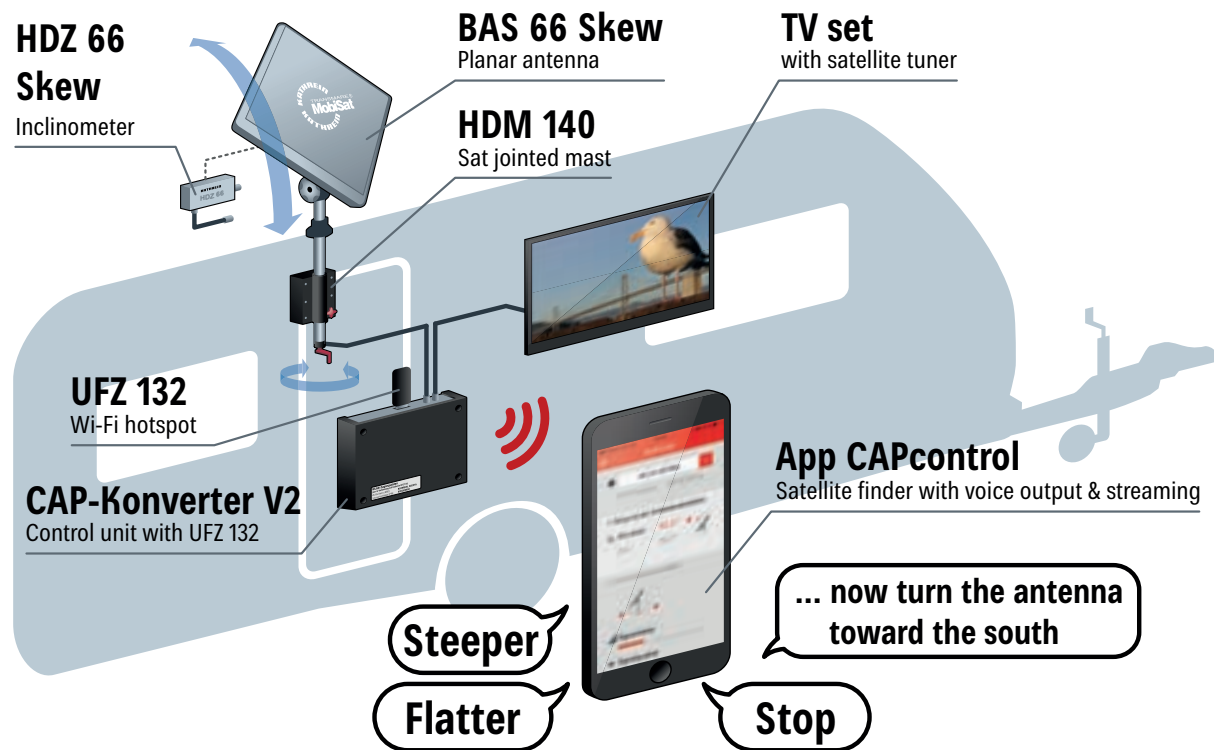 HDZ 66
Skew
Inclinometer
BAS 66 Skew
Planar antenna
TV set
with satellite tuner
HDM 140
Sat jointed mast
KATHREIN
MobiSat
KATHREIN
KATHREIN
HDZ 66
UFZ 132
Wi-Fi hotspot
CAP-Konverter V2
Control unit with UFZ 132
App CAPcontrol
Satellite finder with voice output & streaming
... now turn the antenna
toward the south
Steeper
Flatter
Stop